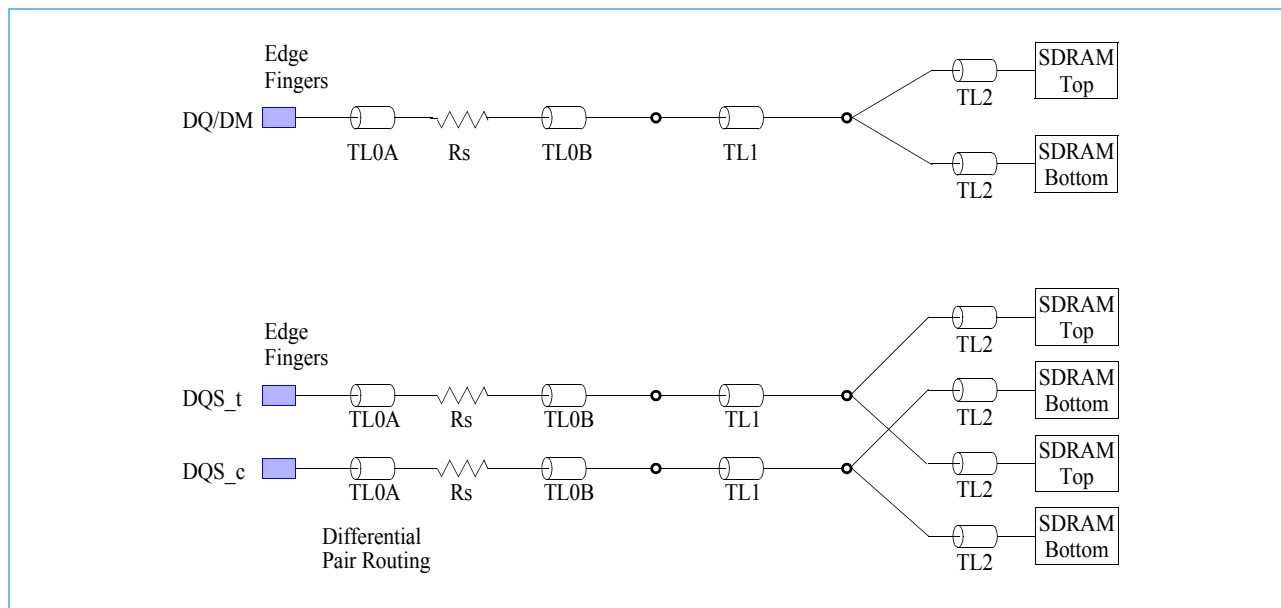 Edge
Fingers
DQ/DM
TL0A
Rs
TL0B
TL1
TL2
SDRAM
Top
TL2
SDRAM
Bottom
Edge
Fingers
DQS_t
TL0A
Rs
TL0B
TL1
TL2
SDRAM
Top
TL2
SDRAM
Bottom
DQS_c
TL0A
Rs
TL0B
TL1
TL2
SDRAM
Top
TL2
SDRAM
Bottom
Differential
Pair Routing